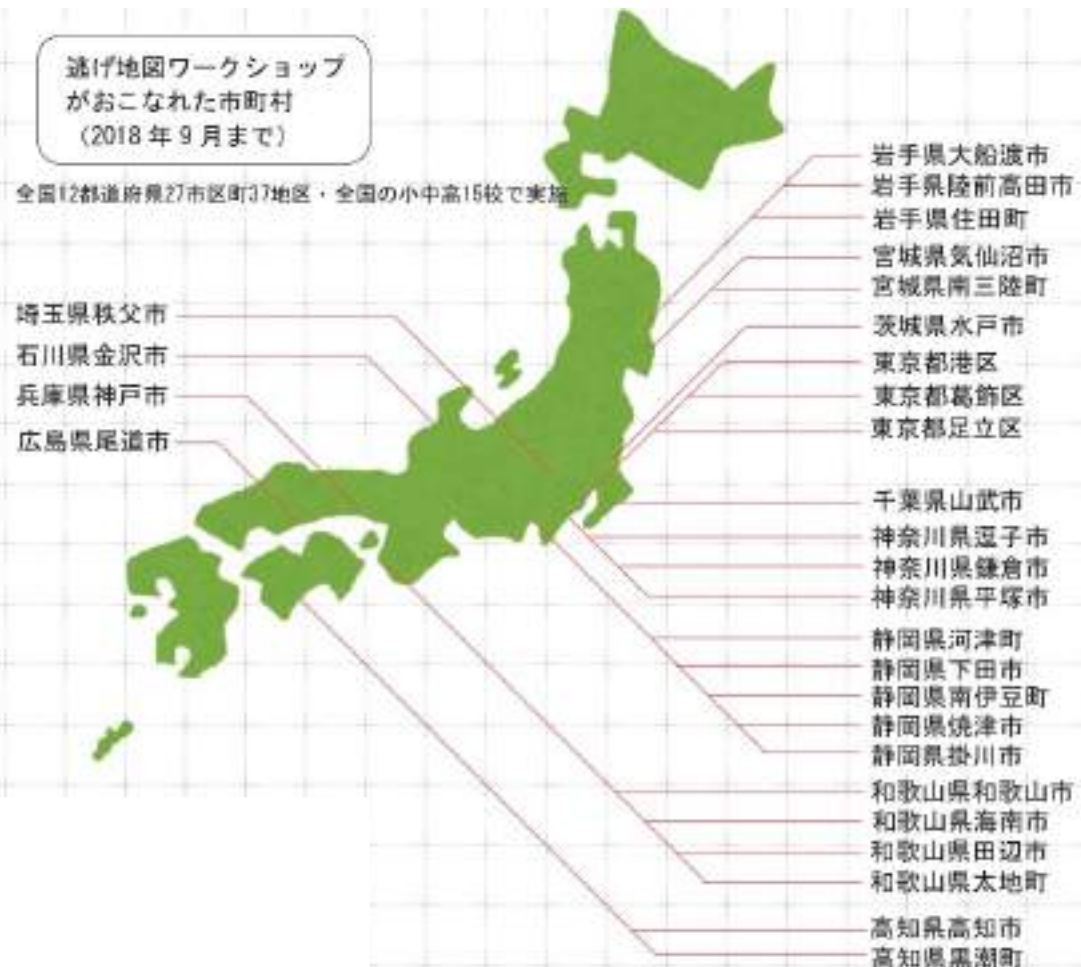 逃げ地図ワークショップ
がおこなれた市町村
（2018年9月まで）
全国12都道府県27市区町37地区・全国の小中高15校で実施
埼玉県秩父市
石川県金沢市
兵庫県神戸市
広島県尾道市
岩手県大船渡市
岩手県陸前高田市
岩手県住田町
宮城県気仙沼市
宮城県南三陸町
茨城県水戸市
東京都港区
東京都葛飾区
東京都足立区
千葉県山武市
神奈川県逗子市
神奈川県鎌倉市
神奈川県平塚市
静岡県河津町
静岡県下田市
静岡県南伊豆町
静岡県焼津市
静岡県掛川市
和歌山県和歌山市
和歌山県海南市
和歌山県田辺市
和歌山県太地町
高知県高知市
高知県黒潮町